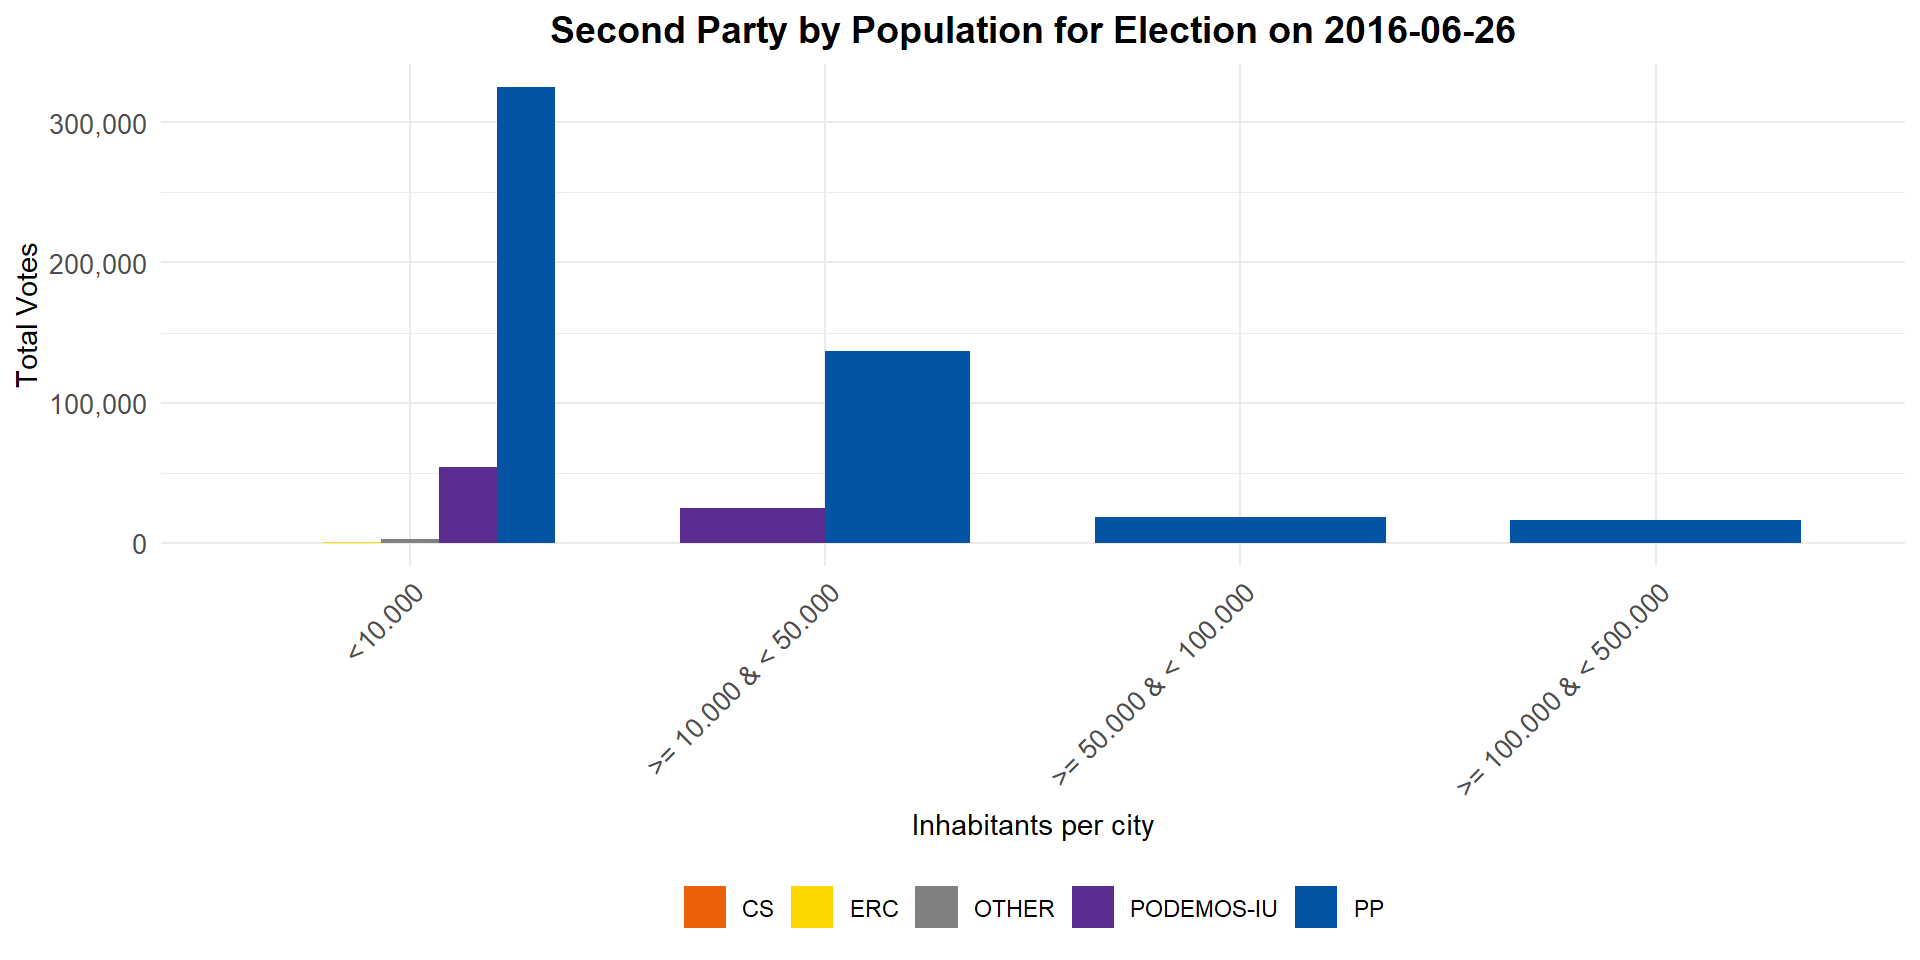 Second Party by Population for Election on 2016-06-26
Total Votes
300,000
200,000
100,000
0
<10.000
>= 10.000 & < 50.000
>= 50.000 & < 100.000
>= 100.000 & < 500.000
Inhabitants per city
CS ERC OTHER PODEMOS-IU PP